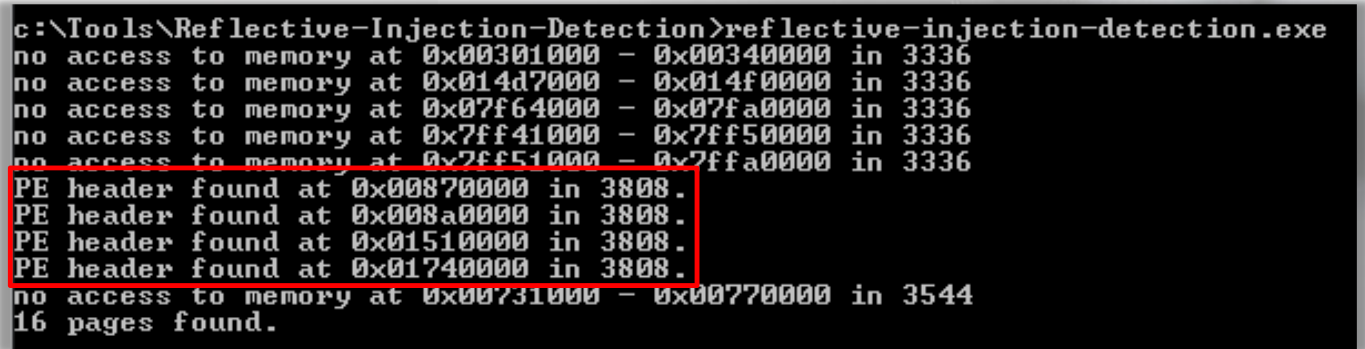 c:\Tools\Reflective-Injection-Detection>reflective-injection-detection.exe
no access to memory at 0x00301000 - 0x00340000 in 3336
no access to memory at 0x014d7000 - 0x014f0000 in 3336
no access to memory at 0x07f64000 - 0x07fa0000 in 3336
no access to memory at 0x7ff41000 - 0x7ff50000 in 3336
no access to memory at 0x7ff51000 - 0x7ffa0000 in 3336
PE header found at 0x00870000 in 3808.
PE header found at 0x008a0000 in 3808.
PE header found at 0x01510000 in 3808.
PE header found at 0x01740000 in 3808.
no access to memory at 0x00731000 - 0x00770000 in 3544
16 pages found.